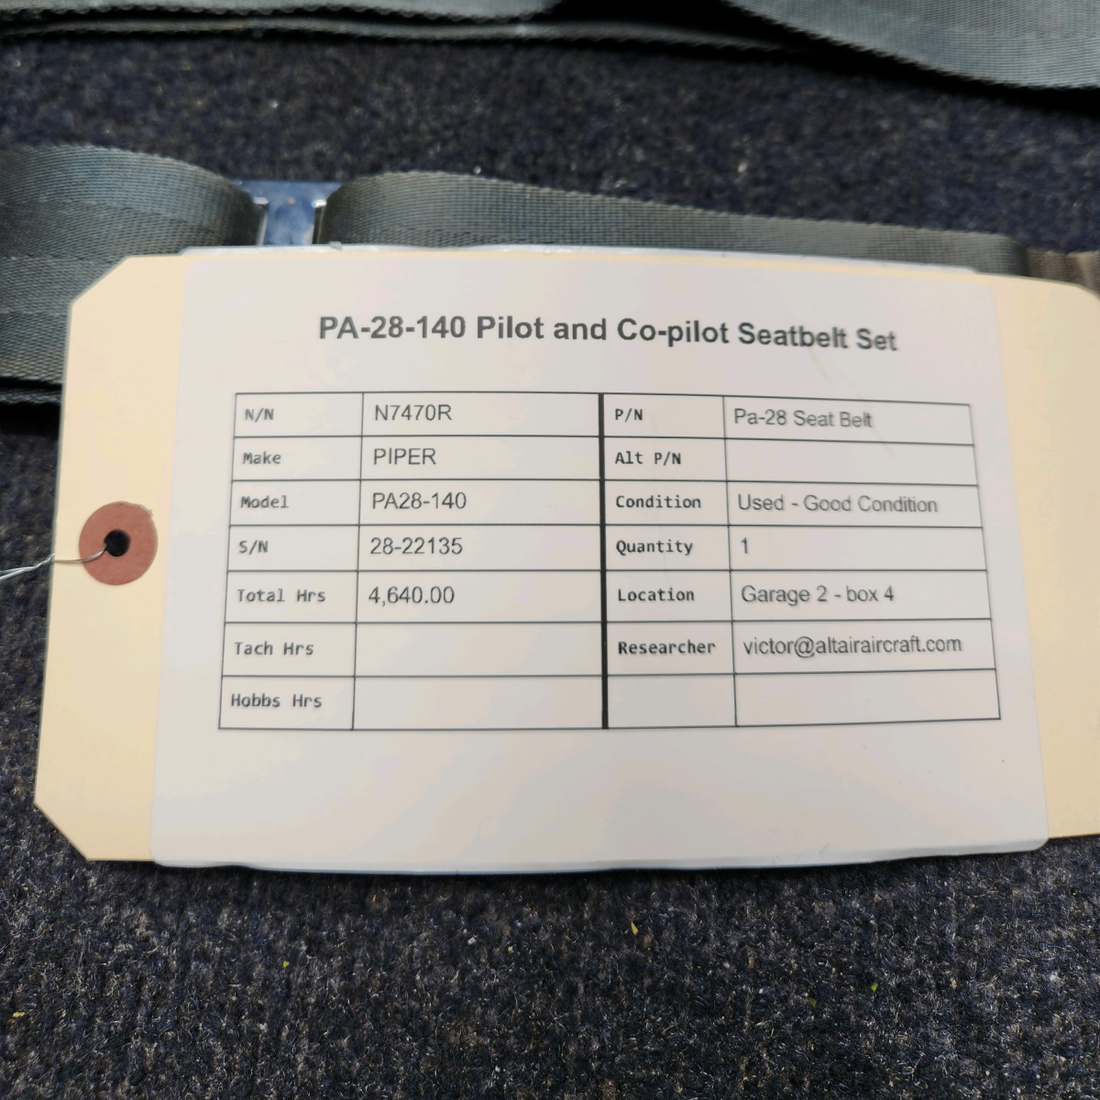 PA-28-140 Pilot and Co-pilot Seatbelt Set
N/N N7470R P/N Pa-28 Seat Belt
Make PIPER Alt P/N
Model PA28-140 Condition Used - Good Condition
S/N 28-22135 Quantity 1
Total Hrs 4,640.00 Location Garage 2 - box 4
Tach Hrs Researcher victor@altairaircraft.com
Hobbs Hrs